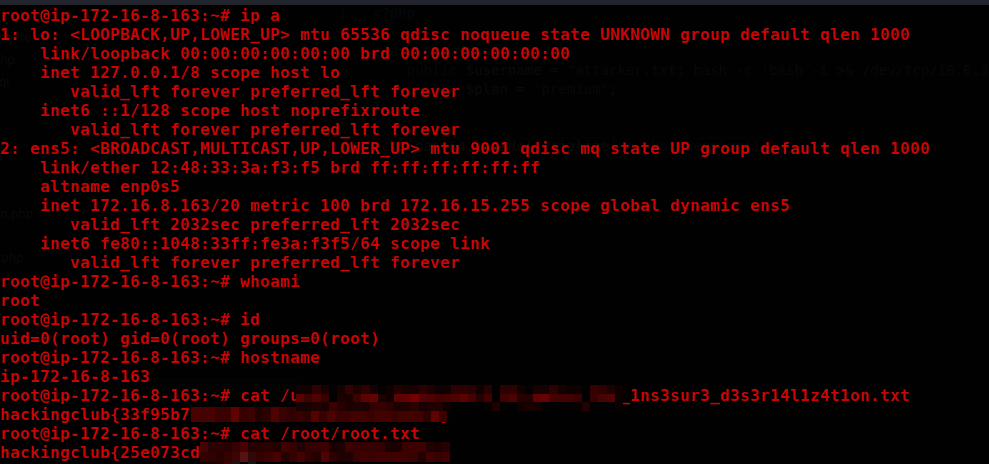 root@ip-172-16-8-163:~# ip a
1: lo: <LOOPBACK,UP,LOWER_UP> mtu 65536 qdisc noqueue state UNKNOWN group default qlen 1000
    link/loopback 00:00:00:00:00:00 brd 00:00:00:00:00:00
    inet 127.0.0.1/8 scope host lo
       valid_lft forever preferred_lft forever
    inet6 ::1/128 scope host noprefixroute
       valid_lft forever preferred_lft forever
2: ens5: <BROADCAST,MULTICAST,UP,LOWER_UP> mtu 9001 qdisc mq state UP group default qlen 1000
    link/ether 12:48:33:3a:f3:f5 brd ff:ff:ff:ff:ff:ff
    altname enp0s5
    inet 172.16.8.163/20 metric 100 brd 172.16.15.255 scope global dynamic ens5
       valid_lft 2032sec preferred_lft 2032sec
    inet6 fe80::1048:33ff:fe3a:f3f5/64 scope link
       valid_lft forever preferred_lft forever
root@ip-172-16-8-163:~# whoami
root
root@ip-172-16-8-163:~# id
uid=0(root) gid=0(root) groups=0(root)
root@ip-172-16-8-163:~# hostname
ip-172-16-8-163
root@ip-172-16-8-163:~# cat /u _1ns3sur3_d3s3r14l1z4t1on.txt
hackingclub{33f95b7
root@ip-172-16-8-163:~# cat /root/root.txt
hackingclub{25e073cd